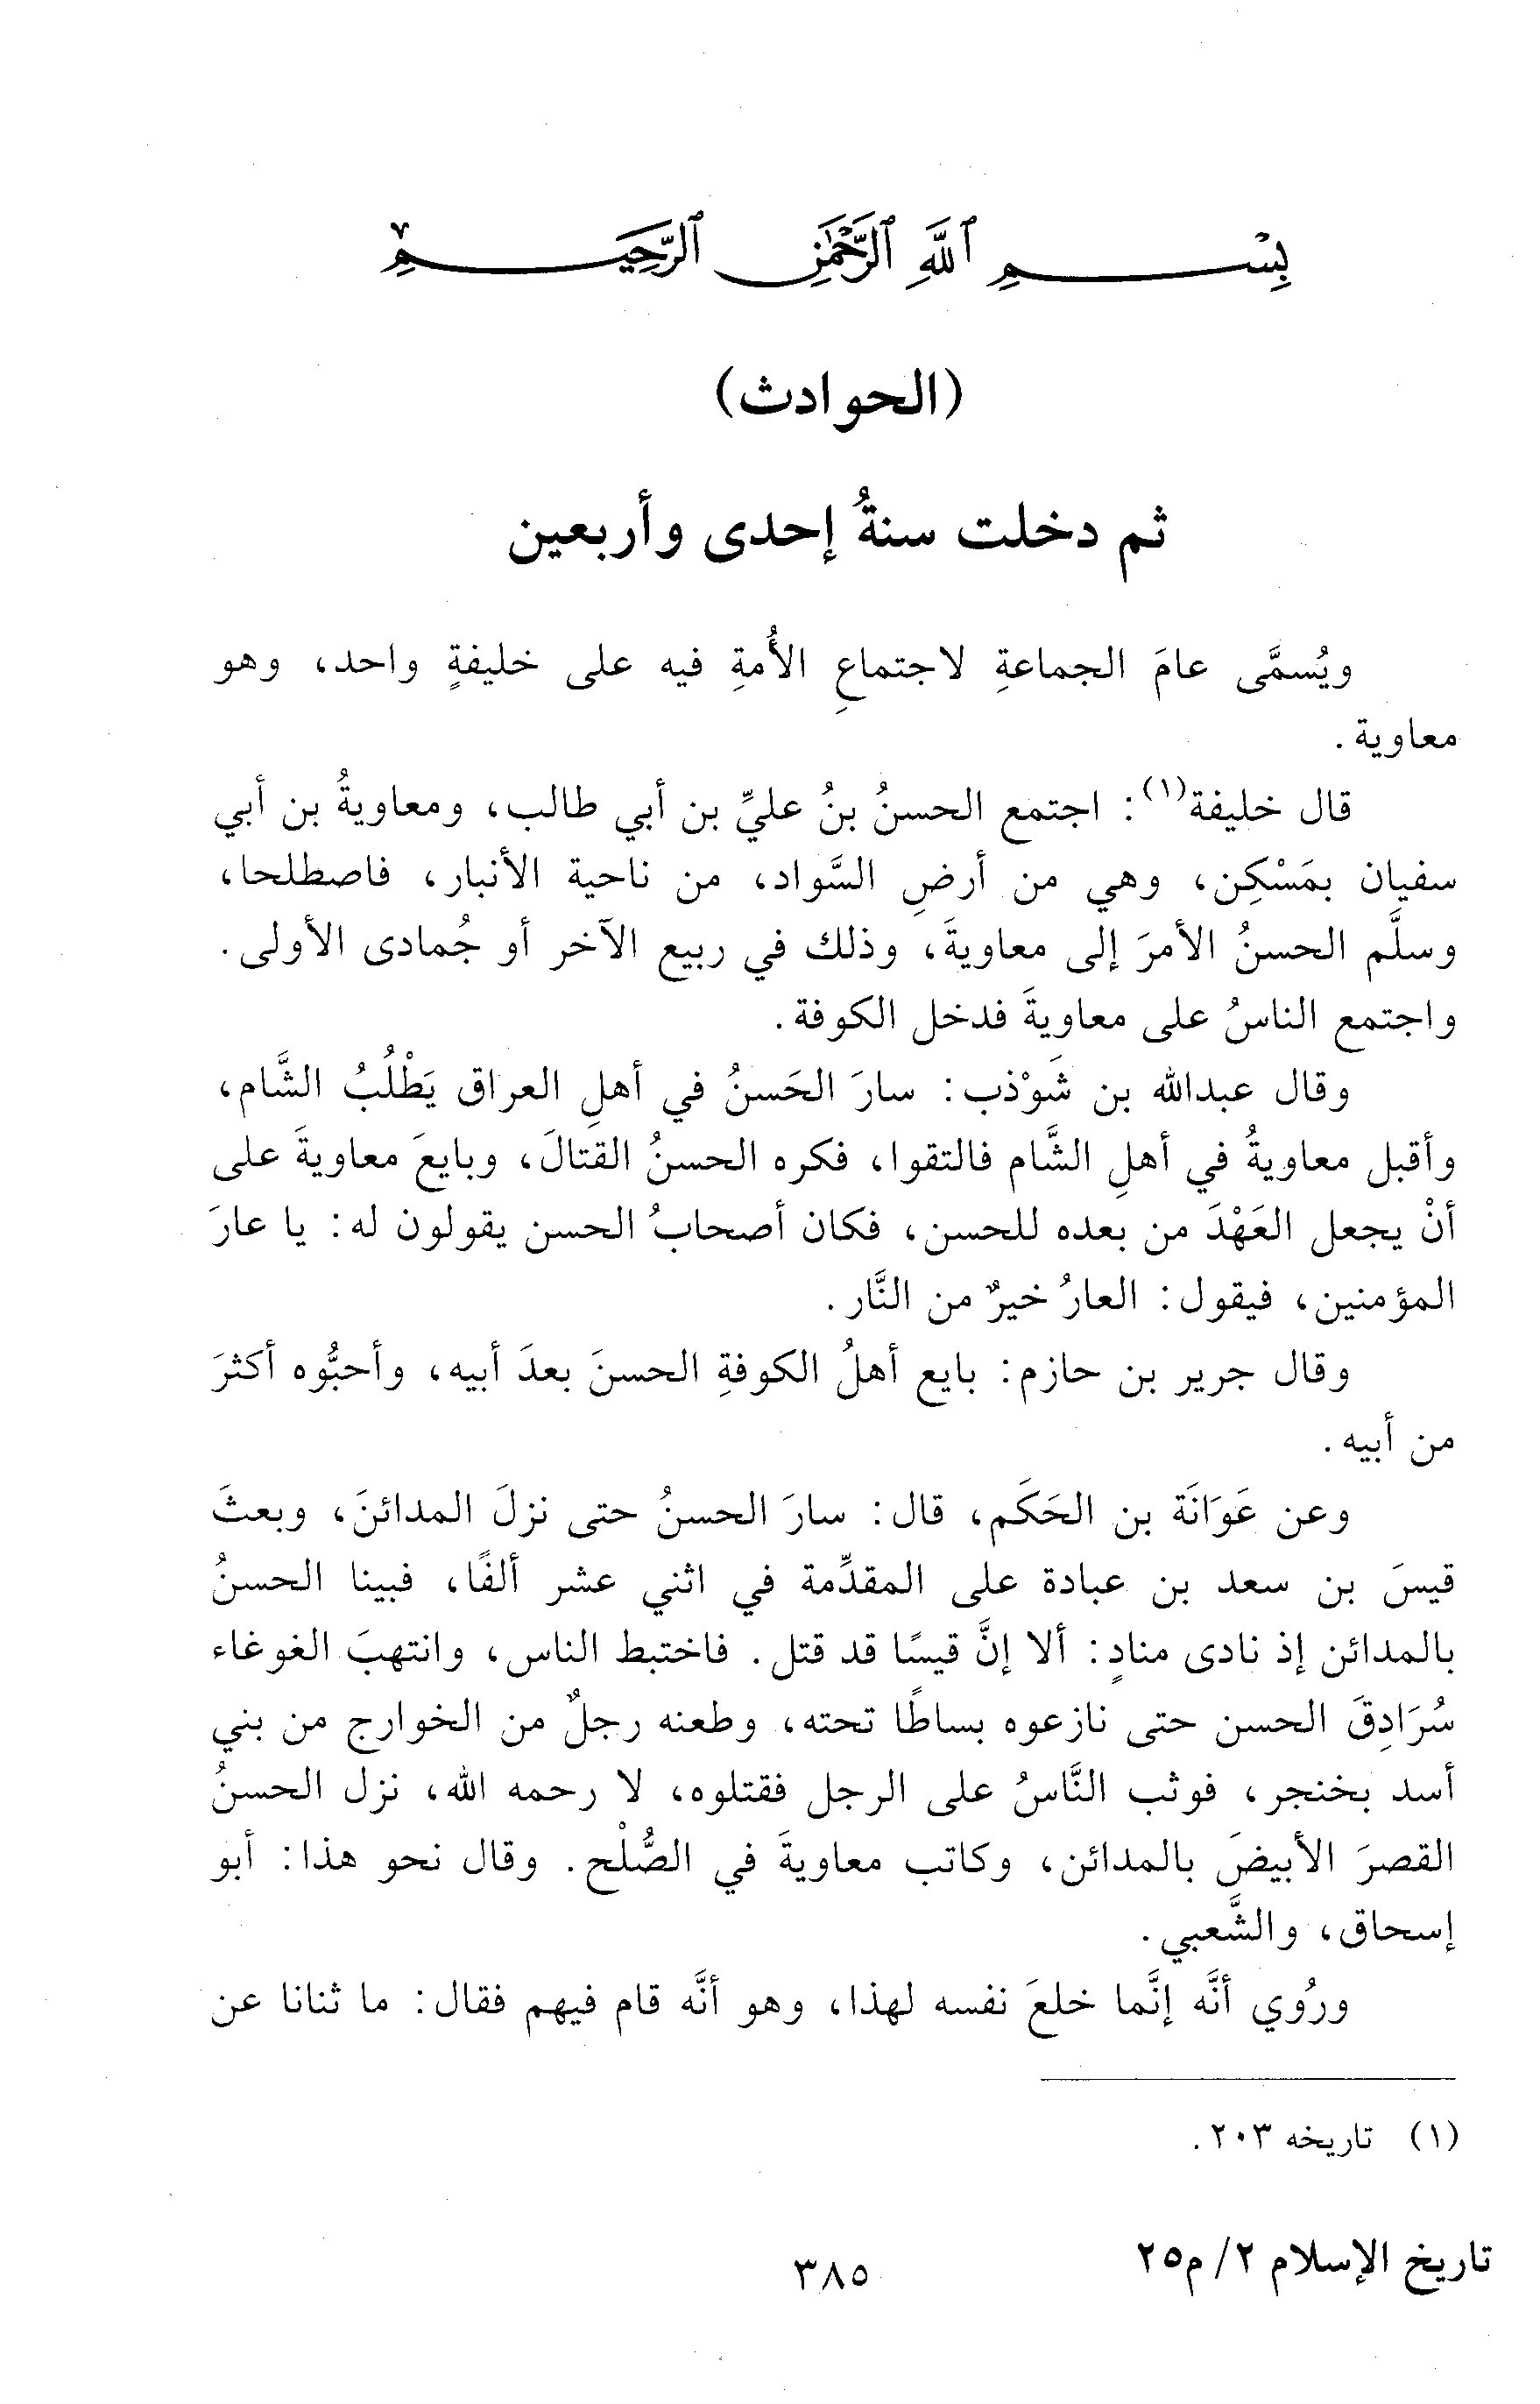 بِسْمِ ٱللَّهِ ٱلرَّحْمَٰنِ ٱلرَّحِيمِ
(الحوادث)
ثم دخلت سنةُ إحدى وأربعين
ويُسمَّى عامَ الجماعةِ لاجتماعِ الأُمةِ فيه على خليفةٍ واحد، وهو
معاوية.
قال خليفة(١): اجتمع الحسنُ بنُ عليِّ بن أبي طالب، ومعاويةُ بن أبي
سفيان بمَسْكِن، وهي من أرضِ السَّواد، من ناحية الأنبار، فاصطلحا،
وسلَّم الحسنُ الأمرَ إلى معاويةَ، وذلك في ربيع الآخر أو جُمادى الأولى.
واجتمع الناسُ على معاويةَ فدخل الكوفة.
وقال عبدالله بن شَوْذب: سارَ الحَسنُ في أهلِ العراق يَطْلُبُ الشَّام،
وأقبل معاويةُ في أهلِ الشَّام فالتقوا، فكره الحسنُ القتالَ، وبايعَ معاويةَ على
أنْ يجعل العَهْدَ من بعده للحسن، فكان أصحابُ الحسن يقولون له: يا عارَ
المؤمنين، فيقول: العارُ خيرٌ من النَّار.
وقال جرير بن حازم: بايع أهلُ الكوفةِ الحسنَ بعدَ أبيه، وأحبُّوه أكثرَ
من أبيه.
وعن عَوَانَة بن الحَكَم، قال: سارَ الحسنُ حتى نزلَ المدائنَ، وبعثَ
قيسَ بن سعد بن عبادة على المقدِّمة في اثني عشر ألفًا، فبينا الحسنُ
بالمدائن إذ نادى منادٍ: ألا إنَّ قيسًا قد قتل. فاختبط الناس، وانتهبَ الغوغاء
سُرَادِقَ الحسن حتى نازعوه بساطًا تحته، وطعنه رجلٌ من الخوارج من بني
أسد بخنجر، فوثب النَّاسُ على الرجل فقتلوه، لا رحمه الله، نزل الحسنُ
القصرَ الأبيضَ بالمدائن، وكاتب معاويةَ في الصُّلْح. وقال نحو هذا: أبو
إسحاق، والشَّعبي.
ورُوي أنَّه إنَّما خلعَ نفسه لهذا، وهو أنَّه قام فيهم فقال: ما ثنانا عن
(١) تاريخه ٢٠٣.
تاريخ الإسلام ٢/ م٢٥
٣٨٥